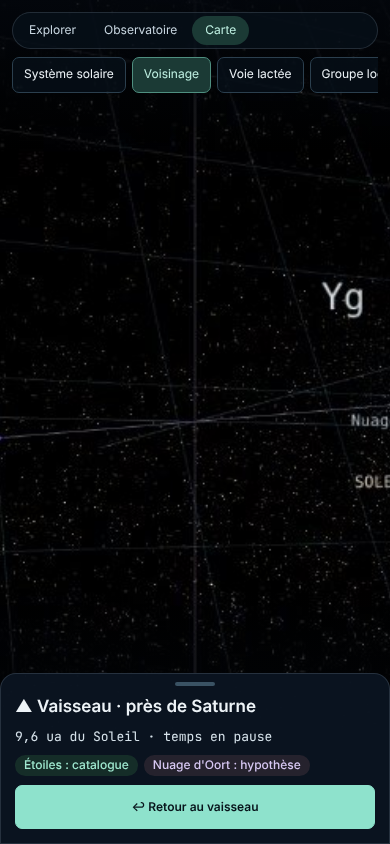 Explorer Observatoire Carte
Système solaire Voisinage Voie lactée Groupe lo
Yg
Nuag
SOLE
▲ Vaisseau · près de Saturne
9,6 ua du Soleil · temps en pause
Étoiles : catalogue Nuage d'Oort : hypothèse
↩ Retour au vaisseau